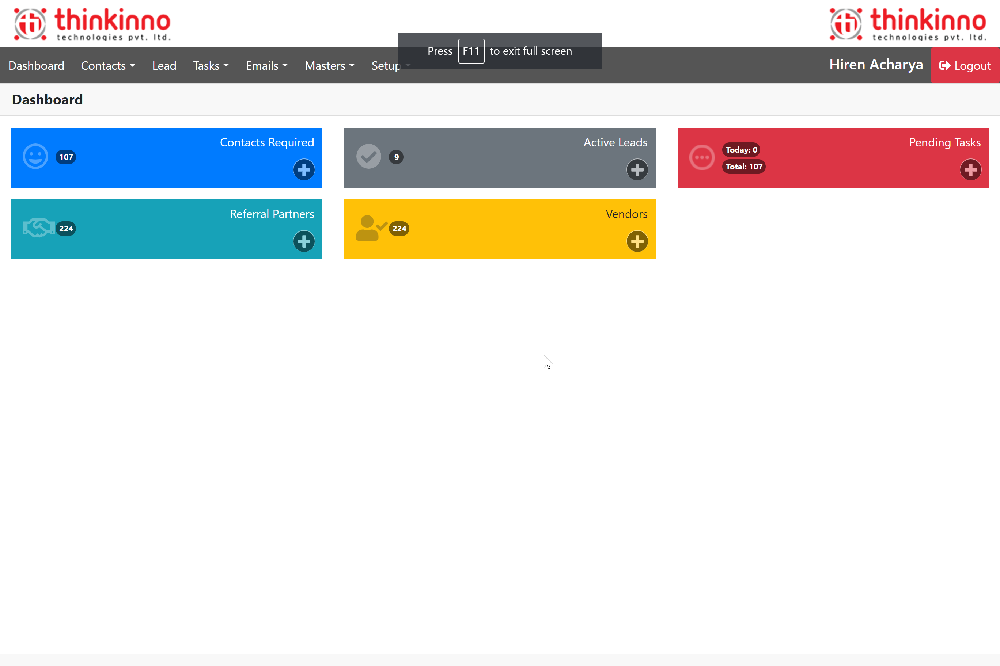 thinkinno
technologies pvt. ltd.
thinkinno
technologies pvt. ltd.
Press F11 to exit full screen
Dashboard Contacts Lead Tasks Emails Masters Setup Hiren Acharya Logout
Dashboard
Contacts Required
107
Active Leads
9
Pending Tasks
Today: 0
Total: 107
Referral Partners
224
Vendors
224